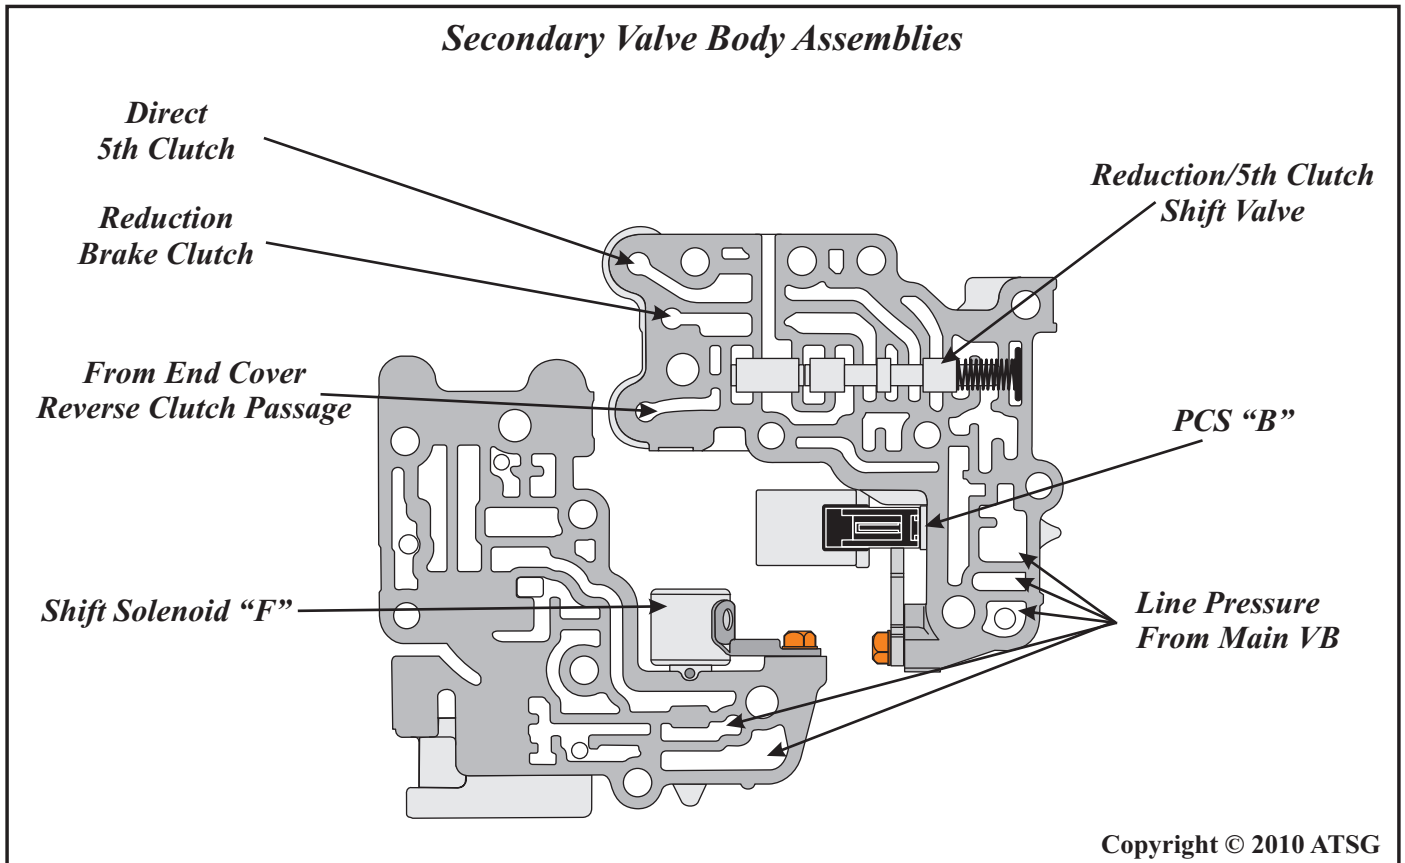 Secondary Valve Body Assemblies
Direct
5th Clutch
Reduction
Brake Clutch
From End Cover
Reverse Clutch Passage
Shift Solenoid “F”
Reduction/5th Clutch
Shift Valve
PCS “B”
Line Pressure
From Main VB
Copyright © 2010 ATSG